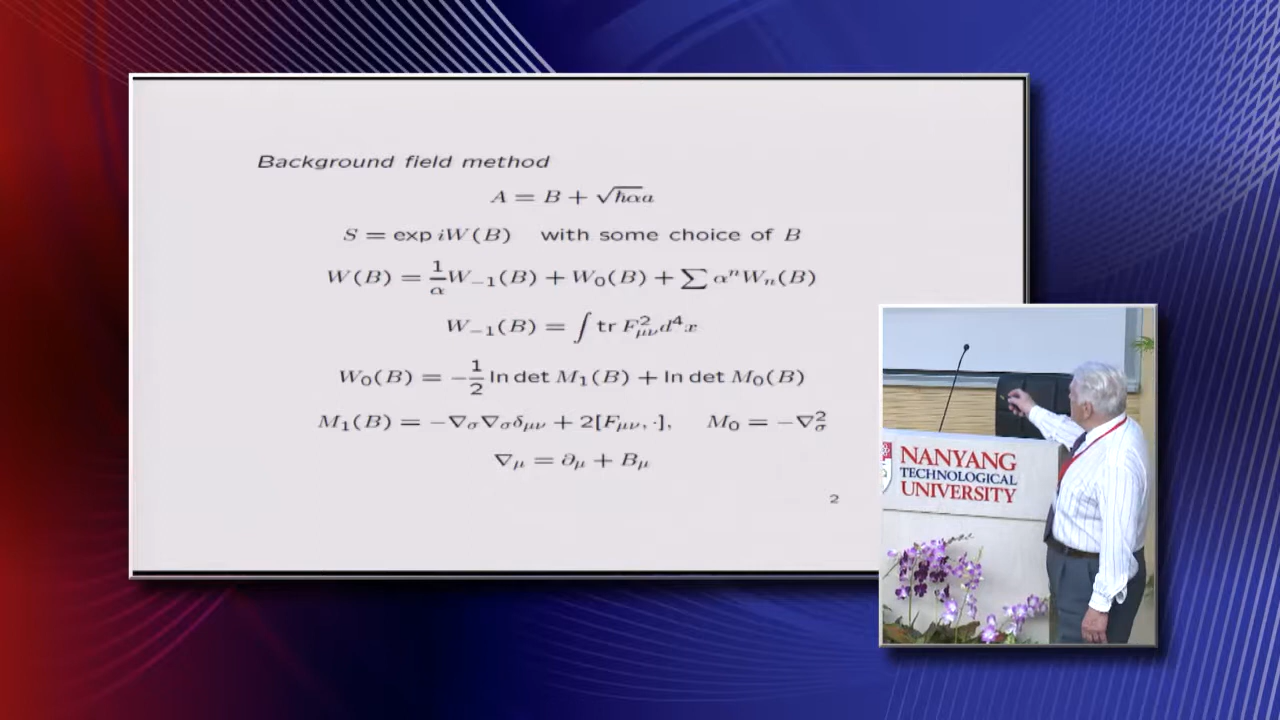 Background field method
A = B + √ħαa
S = exp iW(B) with some choice of B
W(B) = 1/α W₋₁(B) + W₀(B) + ∑ αⁿWₙ(B)
W₋₁(B) = ∫ tr F²μν d⁴x
W₀(B) = −1/2 ln det M₁(B) + ln det M₀(B)
M₁(B) = −∇σ∇σδμν + 2[Fμν, ·], M₀ = −∇²σ
∇μ = ∂μ + Bμ
2
NANYANG
TECHNOLOGICAL
UNIVERSITY